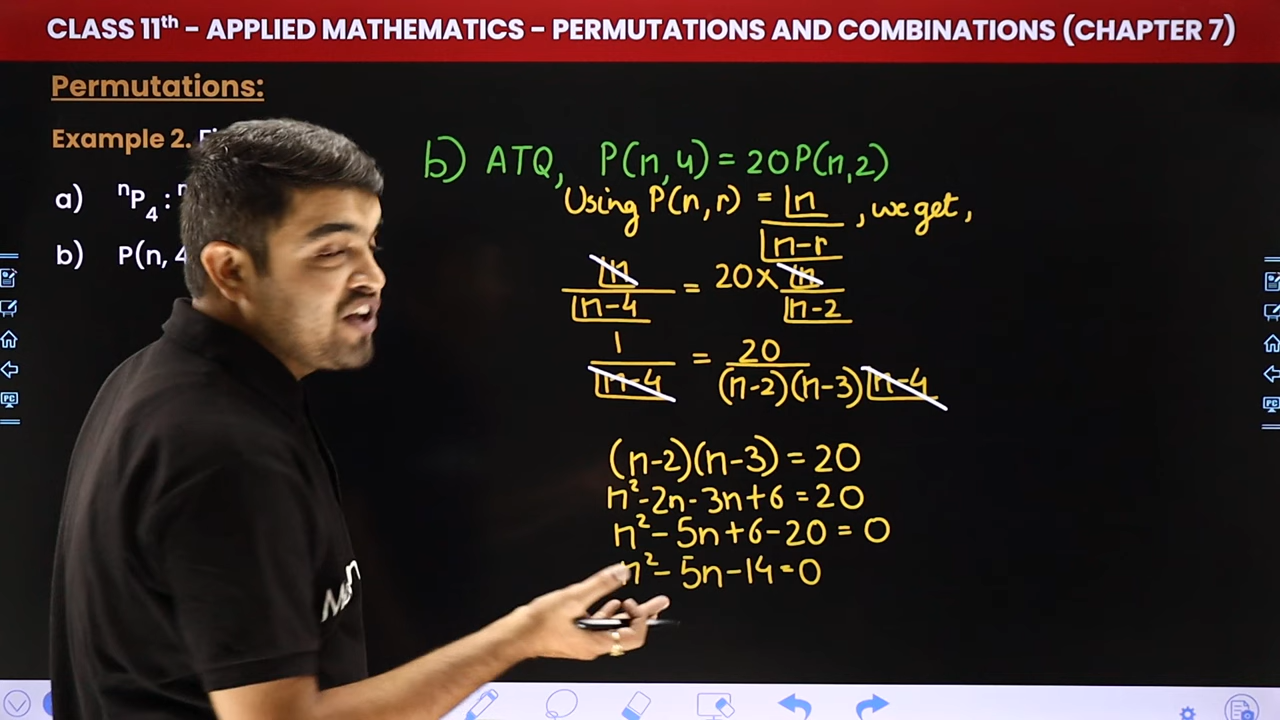 CLASS 11th - APPLIED MATHEMATICS - PERMUTATIONS AND COMBINATIONS (CHAPTER 7)
Permutations:
Example 2.
a) ⁿP₄ :
b) P(n, 4
b) ATQ, P(n,4) = 20P(n,2)
Using P(n, r) = |n / |n-r , we get,
|n / |n-4 = 20 × |n / |n-2
1 / |n-4 = 20 / (n-2)(n-3)|n-4
(n-2)(n-3) = 20
n²-2n-3n+6 = 20
n² - 5n+6-20 = 0
n² - 5n-14=0
PC
PC